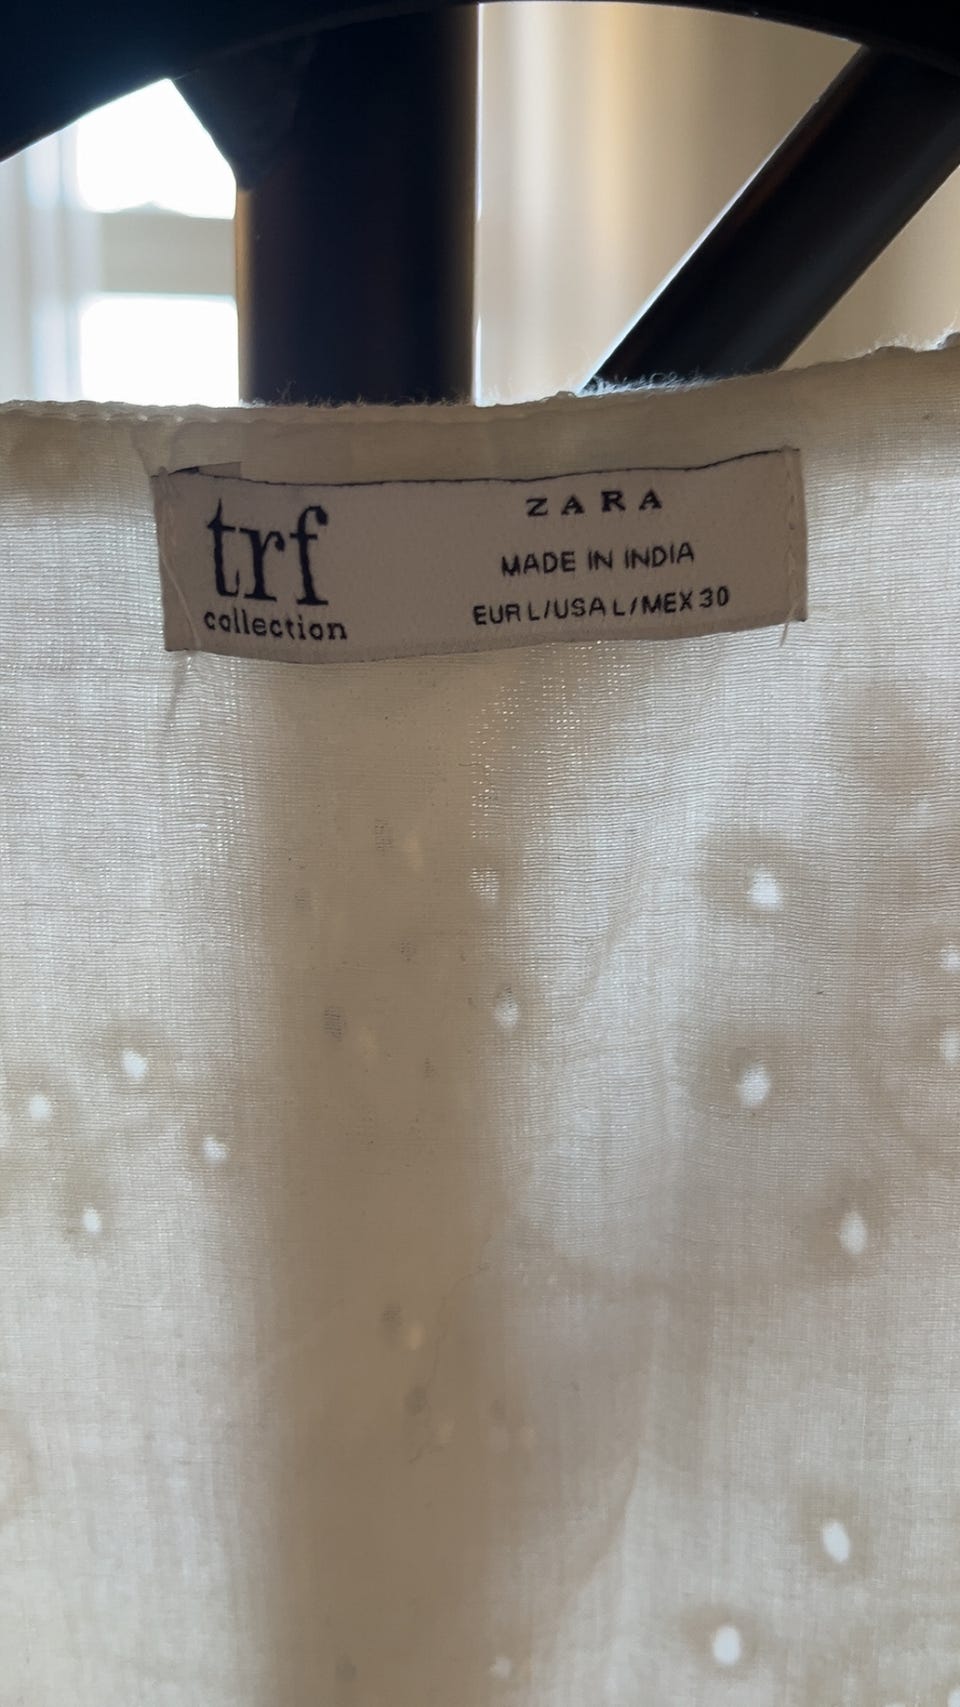 trf
collection
ZARA
MADE IN INDIA
EUR L/USA L/MEX 30